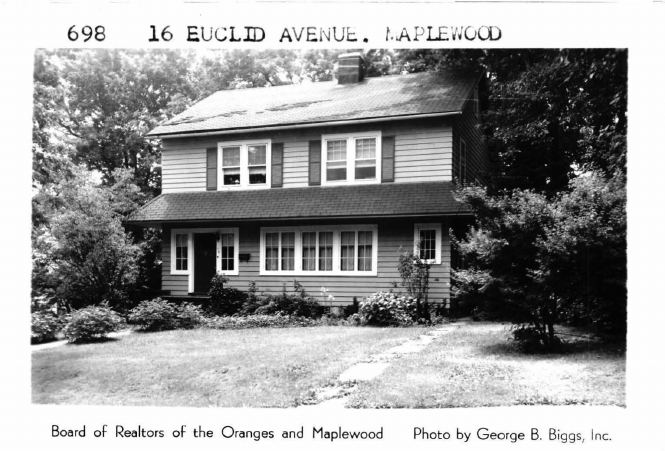 698 16 EUCLID AVENUE. MAPLEWOOD
Board of Realtors of the Oranges and Maplewood Photo by George B. Biggs, Inc.